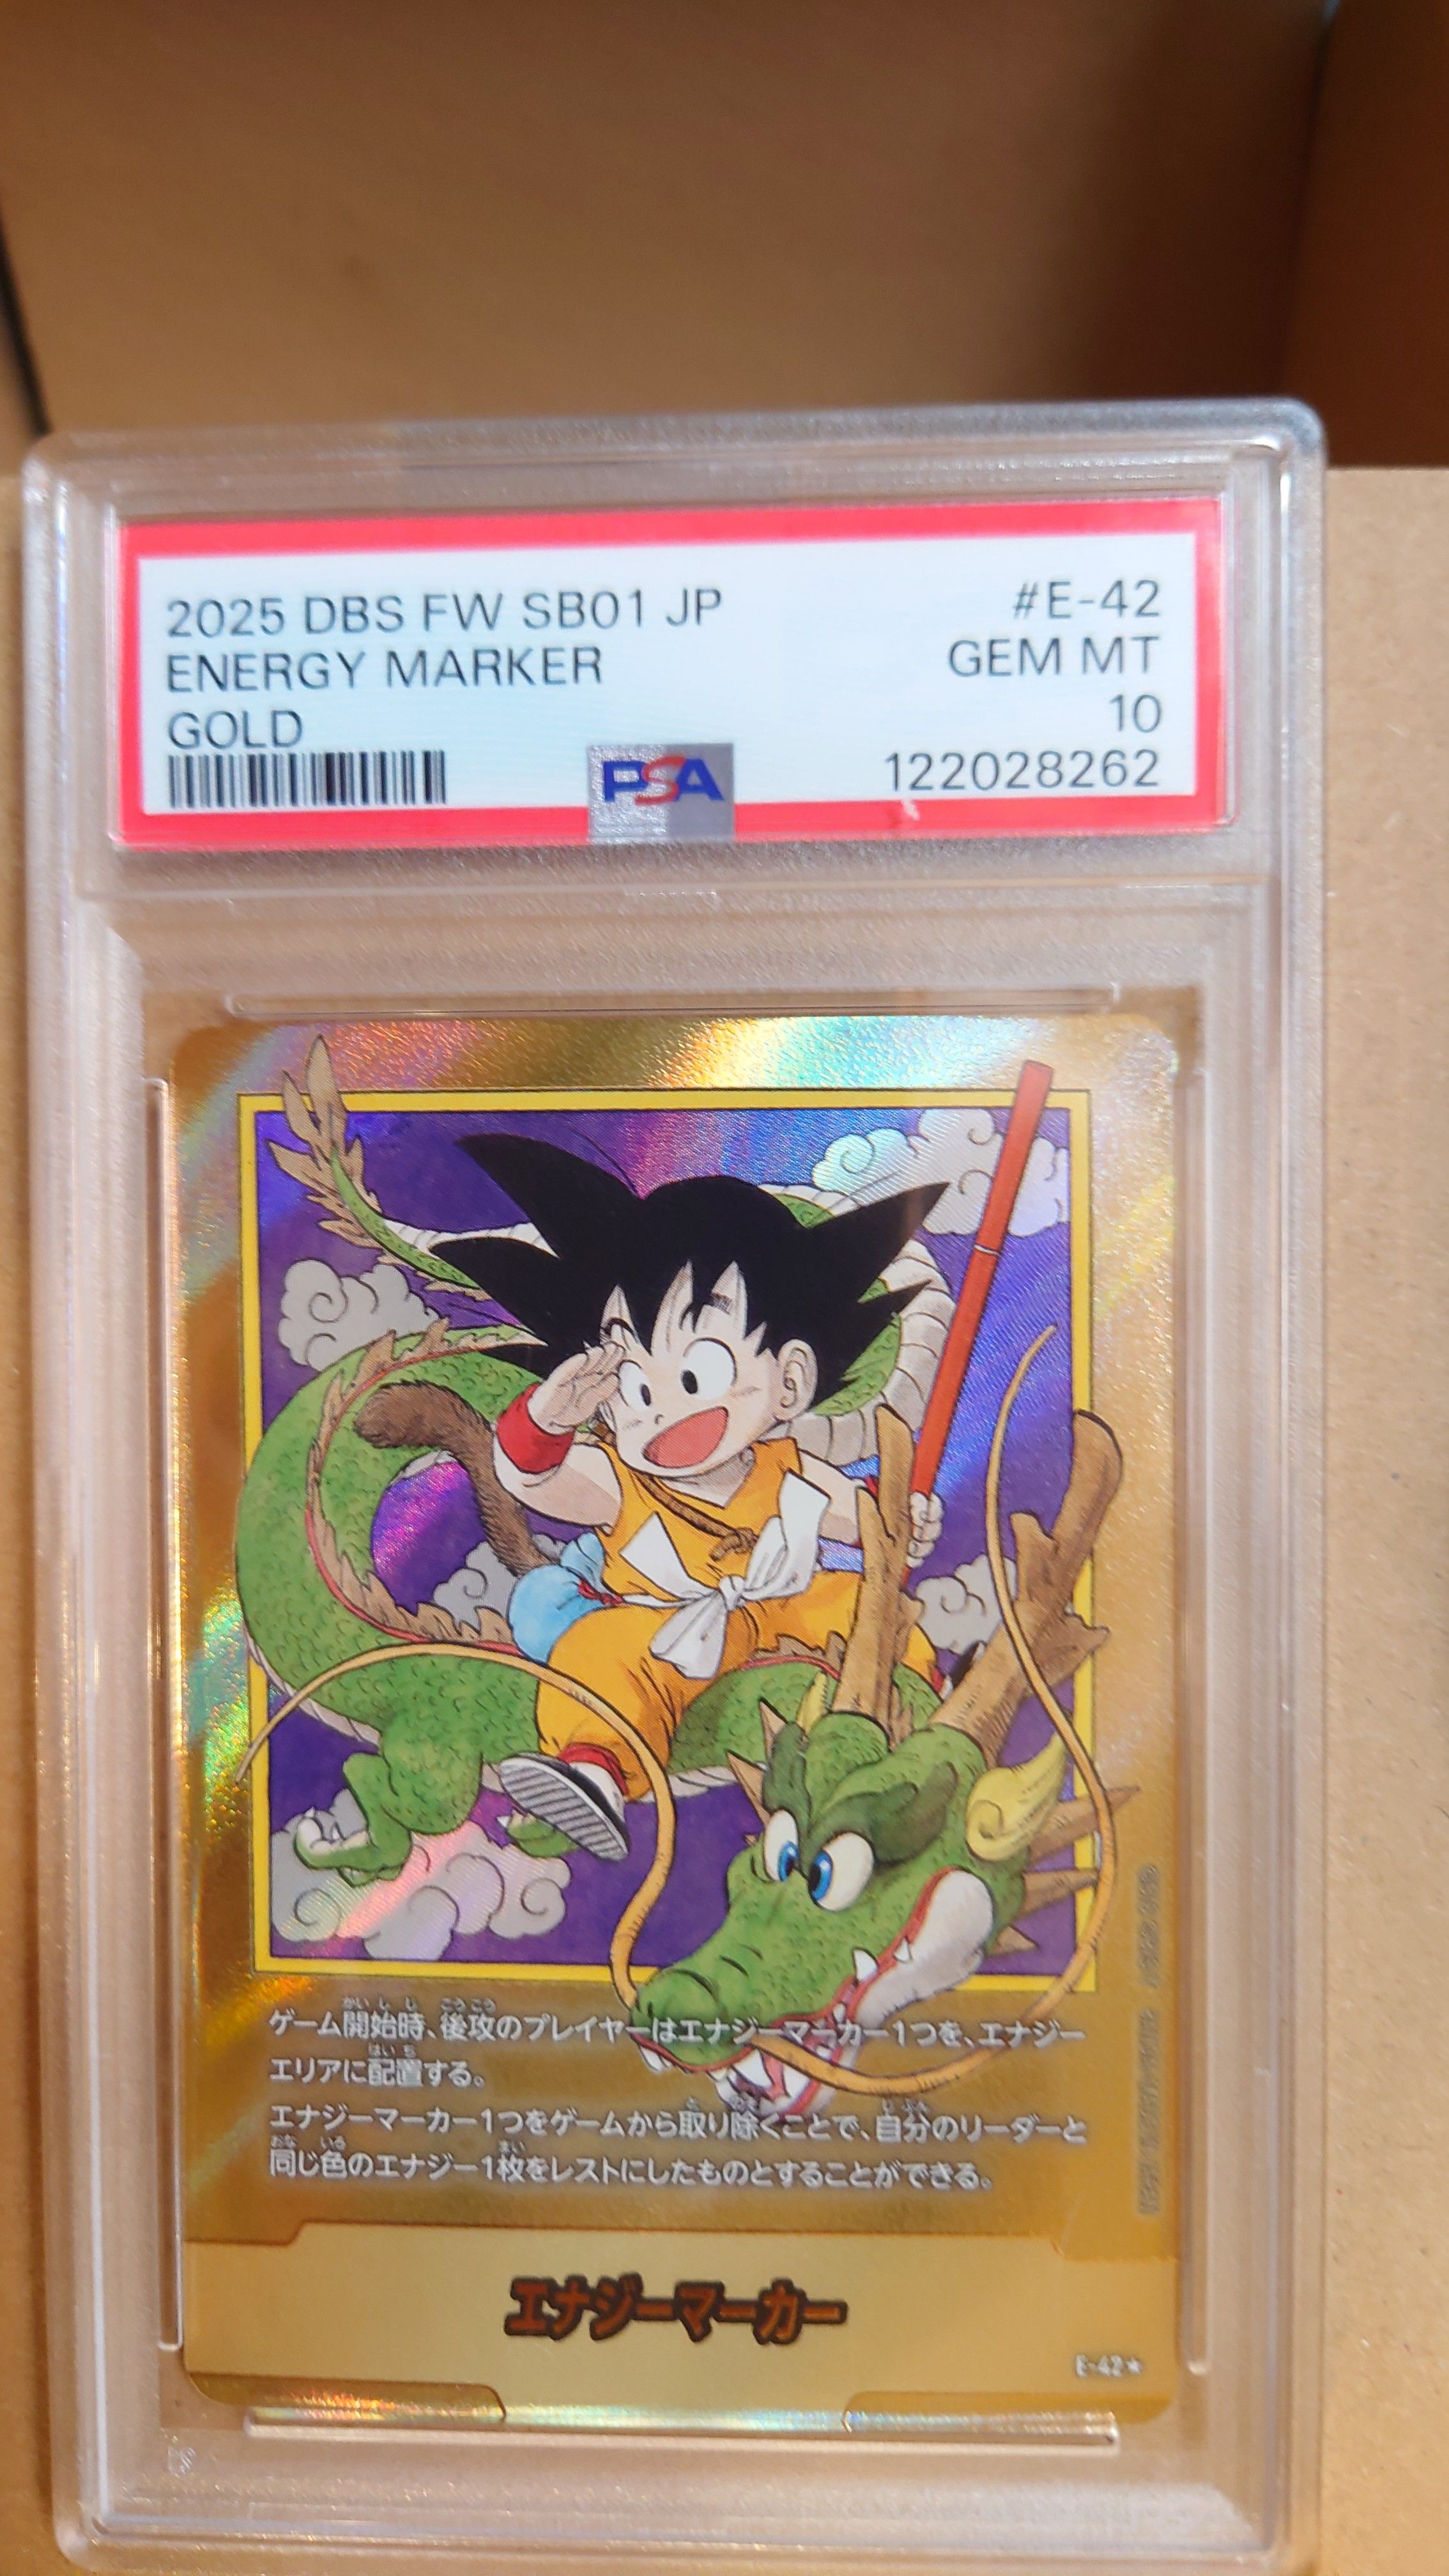 2025 DBS FW SB01 JP
#E-42
ENERGY MARKER
GEM MT
GOLD
10
PSA
122028262
ゲーム開始時、後攻のプレイヤーはエナジーマーカー1つを、エナジー
エリアに配置する。
エナジーマーカー1つをゲームから取り除くことで、自分のリーダーと
同じ色のエナジー1枚をレストにしたものとすることができる。
エナジーマーカー
E-42★